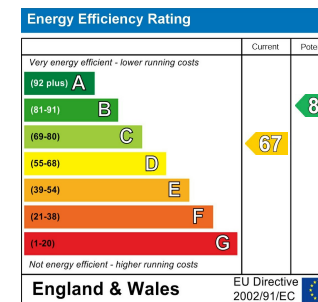 Energy Efficiency Rating
Current
Very energy efficient - lower running costs
(92 plus) A
(81-91) B
(69-80) C
67
(55-68) D
(39-54) E
(21-38) F
(1-20) G
Not energy efficient - higher running costs
England & Wales
EU Directive
2002/91/EC